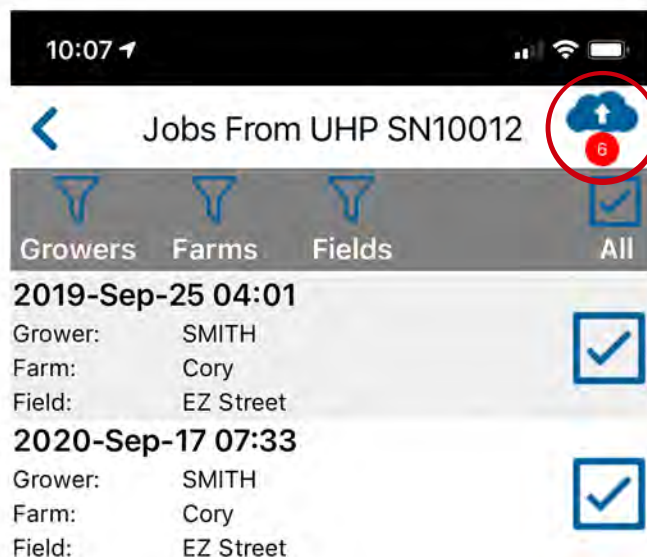 10:07
Jobs From UHP SN10012
6
Growers Farms Fields All
2019-Sep-25 04:01
Grower: SMITH
Farm: Cory
Field: EZ Street
2020-Sep-17 07:33
Grower: SMITH
Farm: Cory
Field: EZ Street